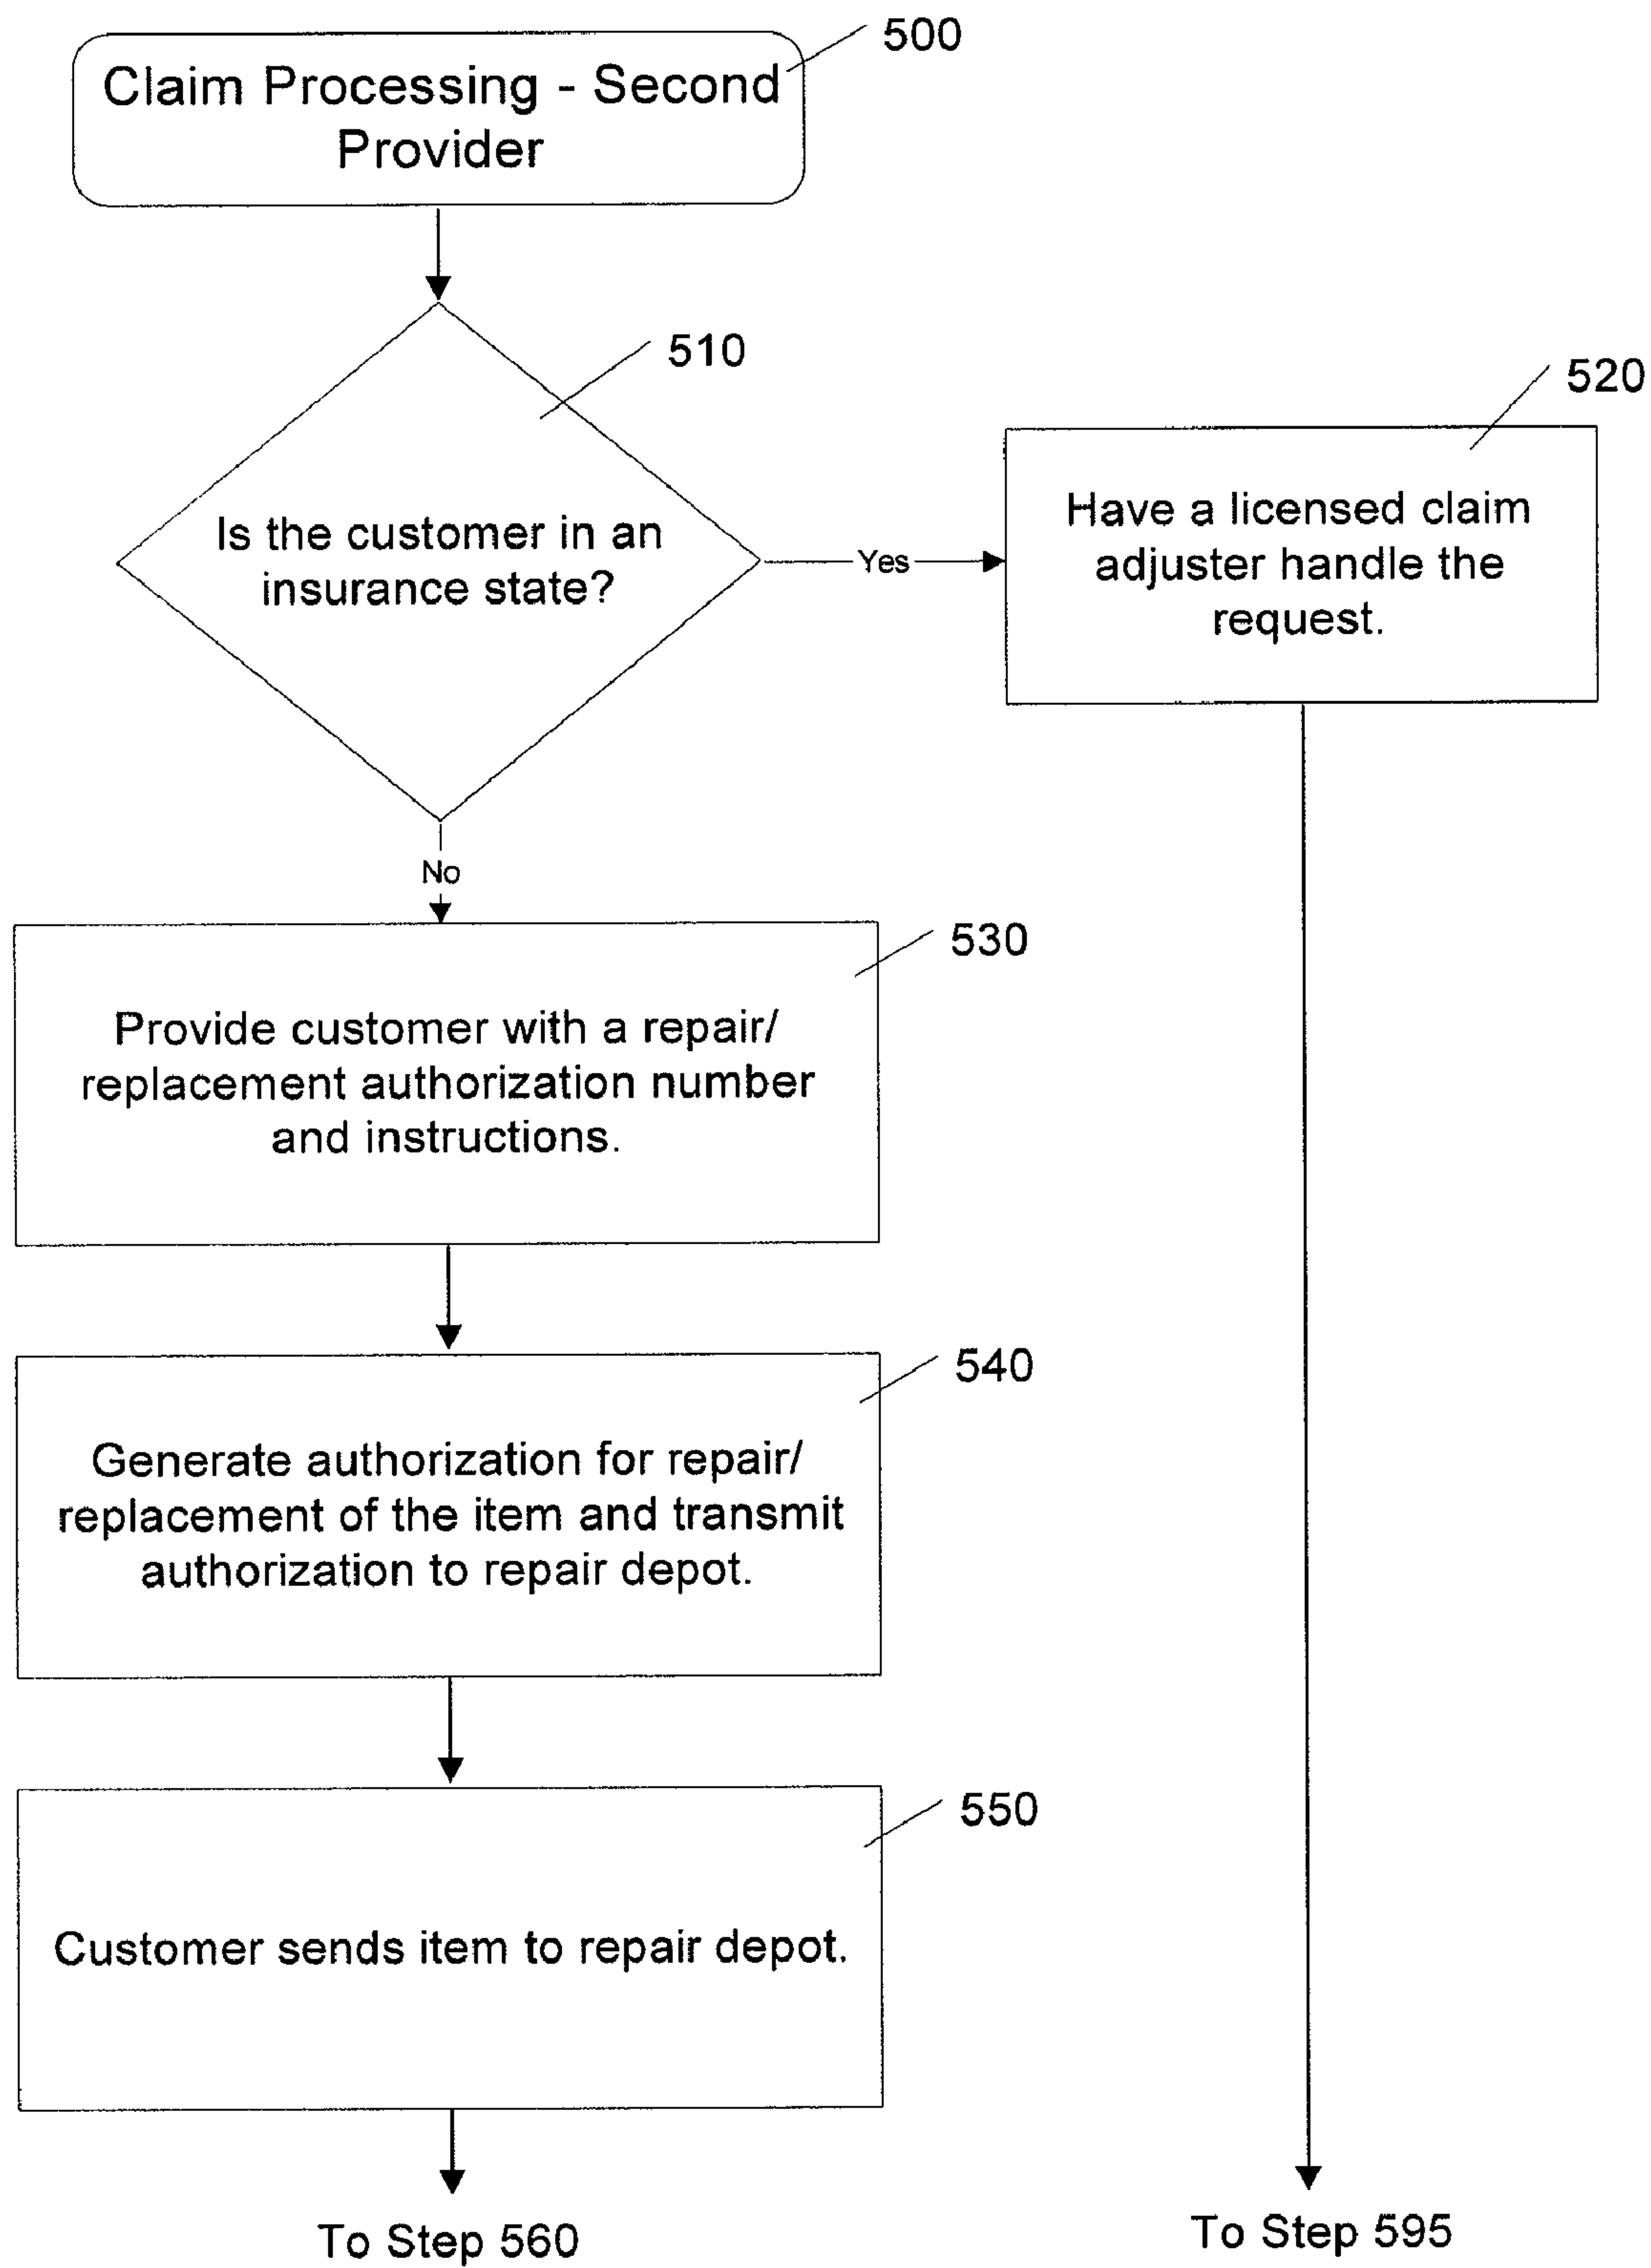 500
Claim Processing - Second
Provider
510
Is the customer in an
insurance state?
Yes
520
Have a licensed claim
adjuster handle the
request.
No
530
Provide customer with a repair/
replacement authorization number
and instructions.
540
Generate authorization for repair/
replacement of the item and transmit
authorization to repair depot.
550
Customer sends item to repair depot.
To Step 560
To Step 595